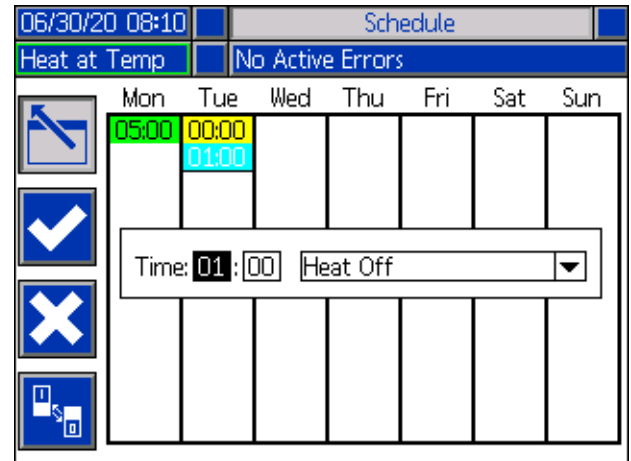 06/30/20 08:10 Schedule
Heat at Temp No Active Errors
Mon Tue Wed Thu Fri Sat Sun
05:00 00:00
01:00
Time: 01 : 00 Heat Off